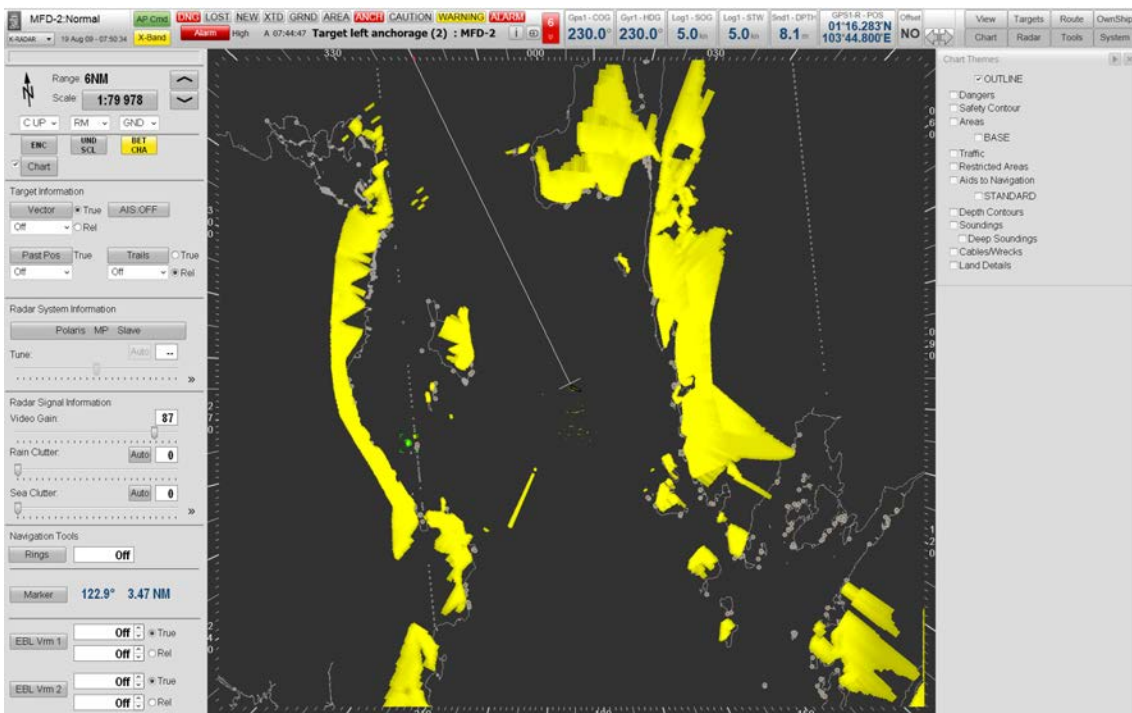 MFD-2:Normal
AP Cmd
DNG LOST NEW XTD GRND AREA ANCH CAUTION WARNING ALARM
X-RADAR 19 Aug 09 - 07:50:34 X-Band
Alarm High A 07:44:47 Target left anchorage (2) : MFD-2
6
Gps1 - COG Gyr1 - HDG Log1 - SOG Log1 - STW Snd1 - DPTH GPS1-R - POS Offset
230.0° 230.0° 5.0 kn 5.0 kn 8.1 m 01°16.283'N NO
103°44.800'E
View Targets Route OwnShip
Chart Radar Tools System
N
Range: 6NM
Scale 1:79 978
C UP RM GND
ENC UND SCL BET CHA
Chart
Target Information
Vector True AIS:OFF
Off Rel
Past Pos True Trails True
Off Off Rel
Radar System Information
Polaris MP Slave
Tune: Auto --
Radar Signal Information
Video Gain: 87
Rain Clutter: Auto 0
Sea Clutter: Auto 0
Navigation Tools
Rings Off
Marker 122.9° 3.47 NM
EBL Vrm 1 Off True
Off Rel
EBL Vrm 2 Off True
Off Rel
330
000
030
060
090
120
240
270
300
Chart Themes
OUTLINE
Dangers
Safety Contour
Areas
BASE
Traffic
Restricted Areas
Aids to Navigation
STANDARD
Depth Contours
Soundings
Deep Soundings
Cables/Wrecks
Land Details